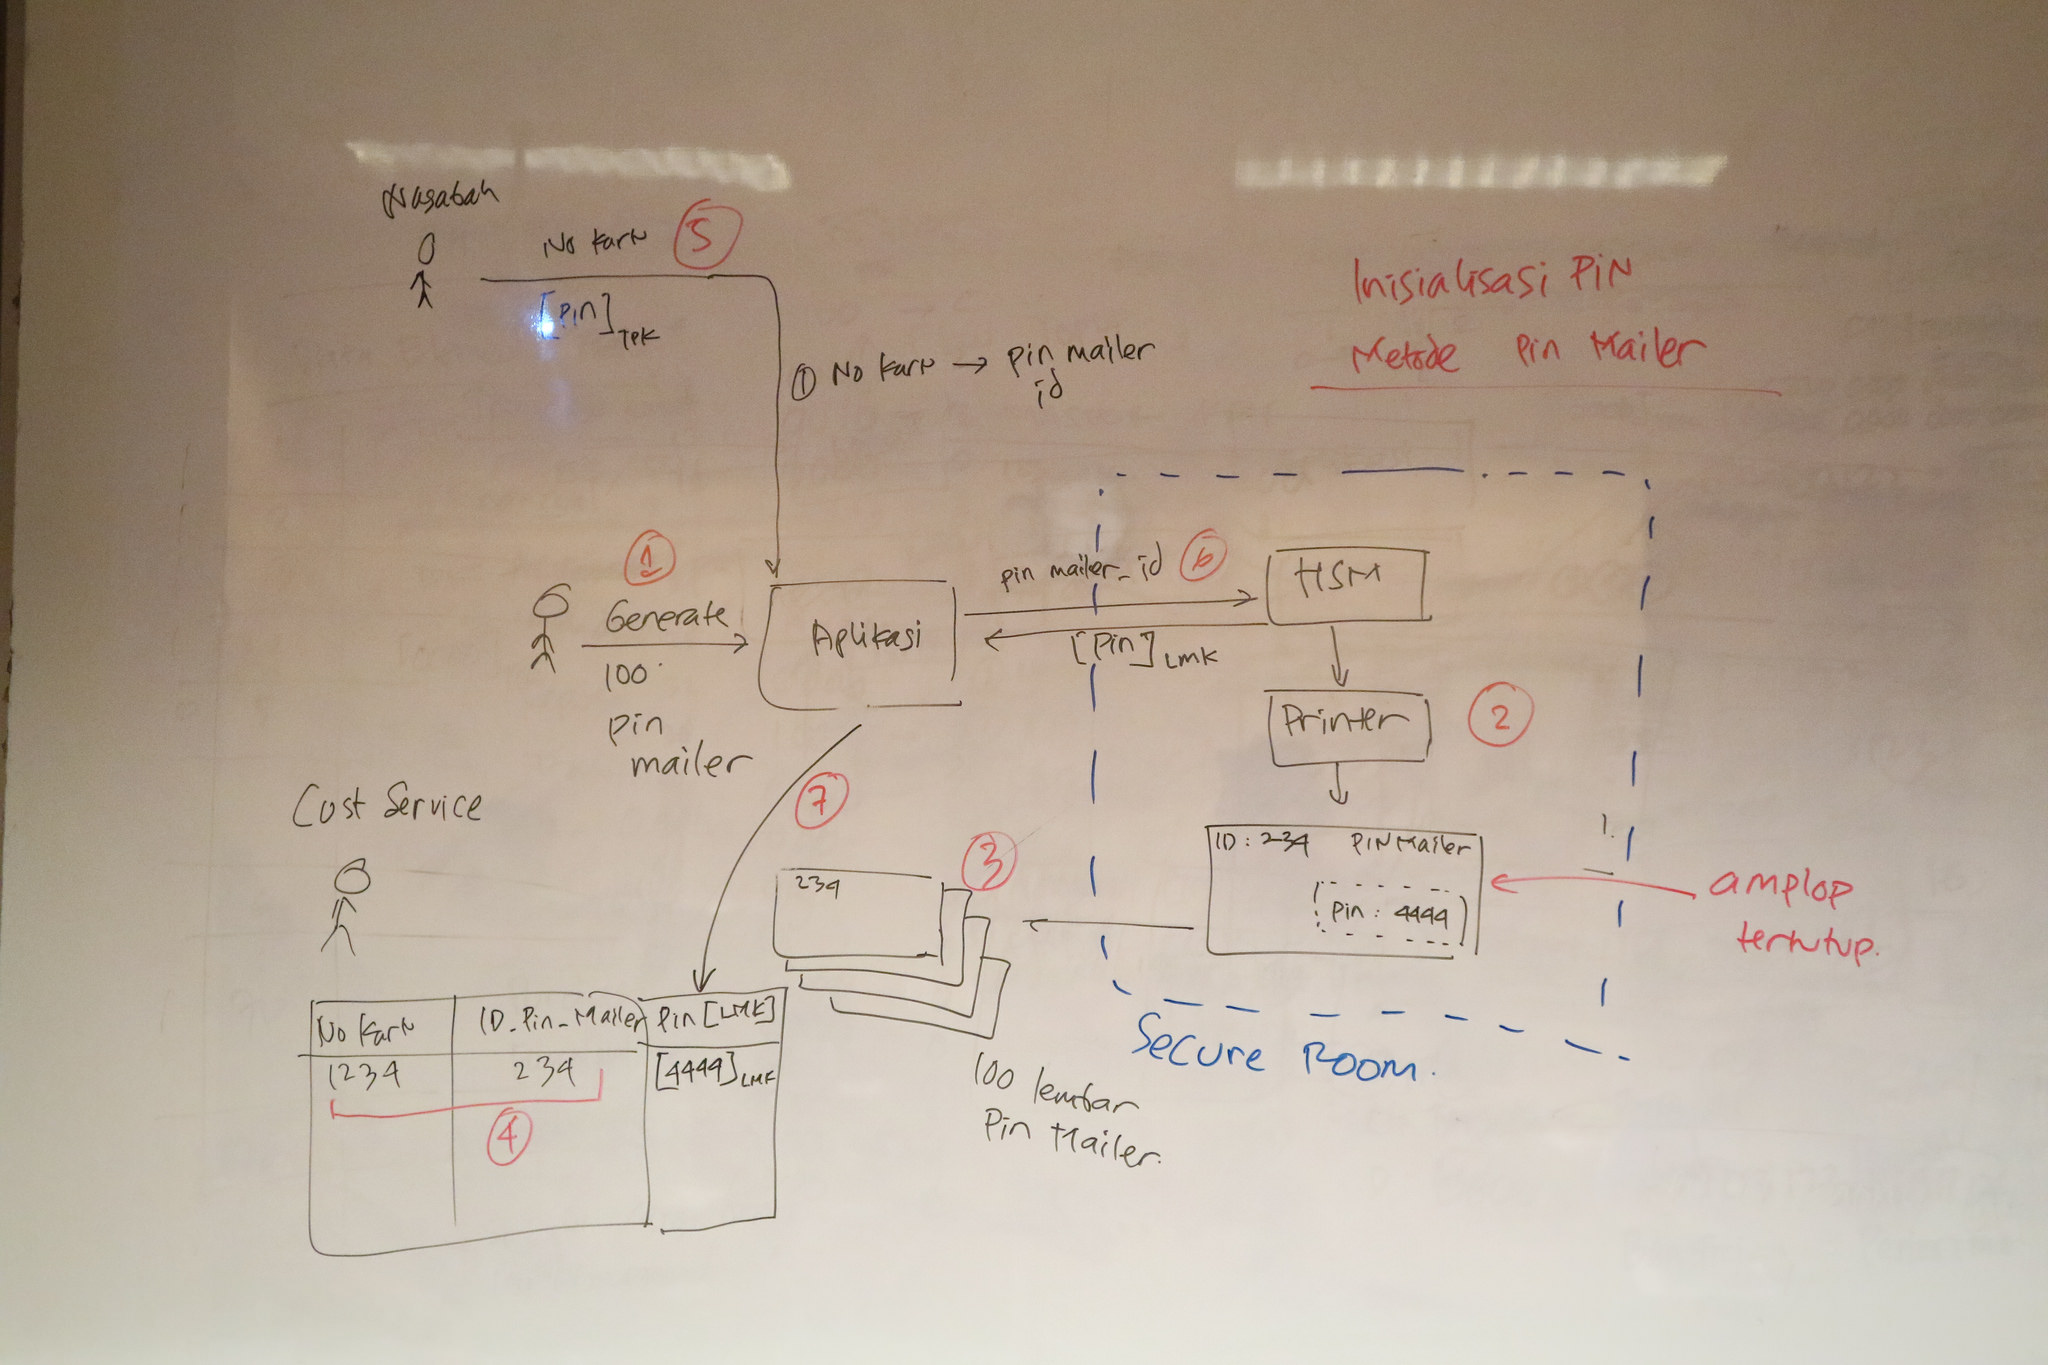 Nasabah
No Kartu
5
[Pin]TPK
① No Kartu → Pin mailer
id
Inisialisasi PIN
Metode Pin Mailer
1
Generate
100
pin
mailer
Aplikasi
pin mailer_id
6
[Pin]LMK
HSM
Printer
2
7
Cust Service
3
234
ID : 234 PIN Mailer
Pin : 4444
amplop
tertutup.
Secure Room.
100 lembar
Pin Mailer.
No Kartu ID_Pin_Mailer Pin [LMK]
1234 234 [4444]LMK
4